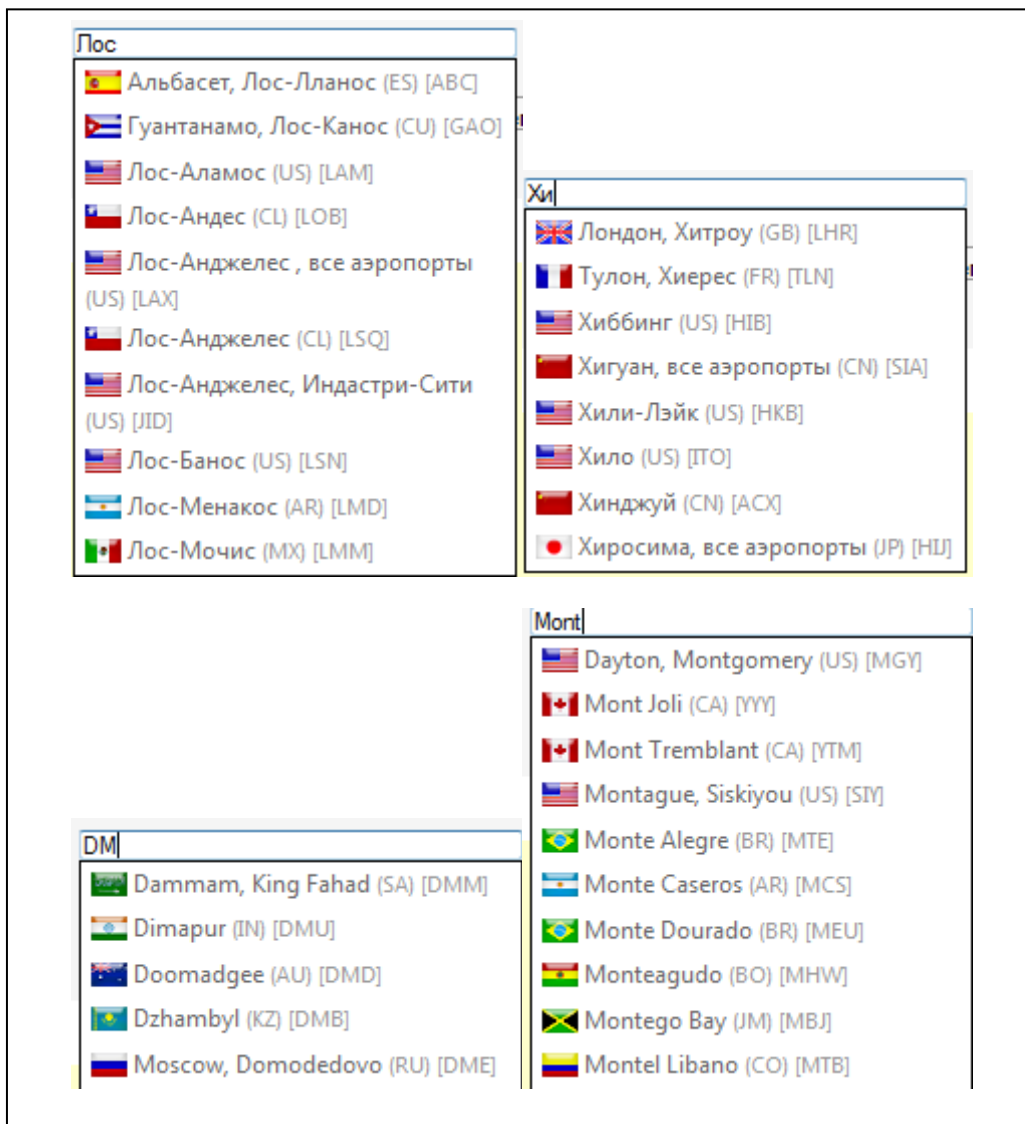 Лос
Альбасет, Лос-Лланос (ES) [ABC]
Гуантанамо, Лос-Канос (CU) [GAO]
Лос-Аламос (US) [LAM]
Лос-Андес (CL) [LOB]
Лос-Анджелес , все аэропорты
(US) [LAX]
Лос-Анджелес (CL) [LSQ]
Лос-Анджелес, Индастри-Сити
(US) [JID]
Лос-Банос (US) [LSN]
Лос-Менакос (AR) [LMD]
Лос-Мочис (MX) [LMM]
Хи
Лондон, Хитроу (GB) [LHR]
Тулон, Хиерес (FR) [TLN]
Хиббинг (US) [HIB]
Хигуан, все аэропорты (CN) [SIA]
Хили-Лэйк (US) [HKB]
Хило (US) [ITO]
Хинджуй (CN) [ACX]
Хиросима, все аэропорты (JP) [HIJ]
DM
Dammam, King Fahad (SA) [DMM]
Dimapur (IN) [DMU]
Doomadgee (AU) [DMD]
Dzhambyl (KZ) [DMB]
Moscow, Domodedovo (RU) [DME]
Mont
Dayton, Montgomery (US) [MGY]
Mont Joli (CA) [YYY]
Mont Tremblant (CA) [YTM]
Montague, Siskiyou (US) [SIY]
Monte Alegre (BR) [MTE]
Monte Caseros (AR) [MCS]
Monte Dourado (BR) [MEU]
Monteagudo (BO) [MHW]
Montego Bay (JM) [MBJ]
Montel Libano (CO) [MTB]